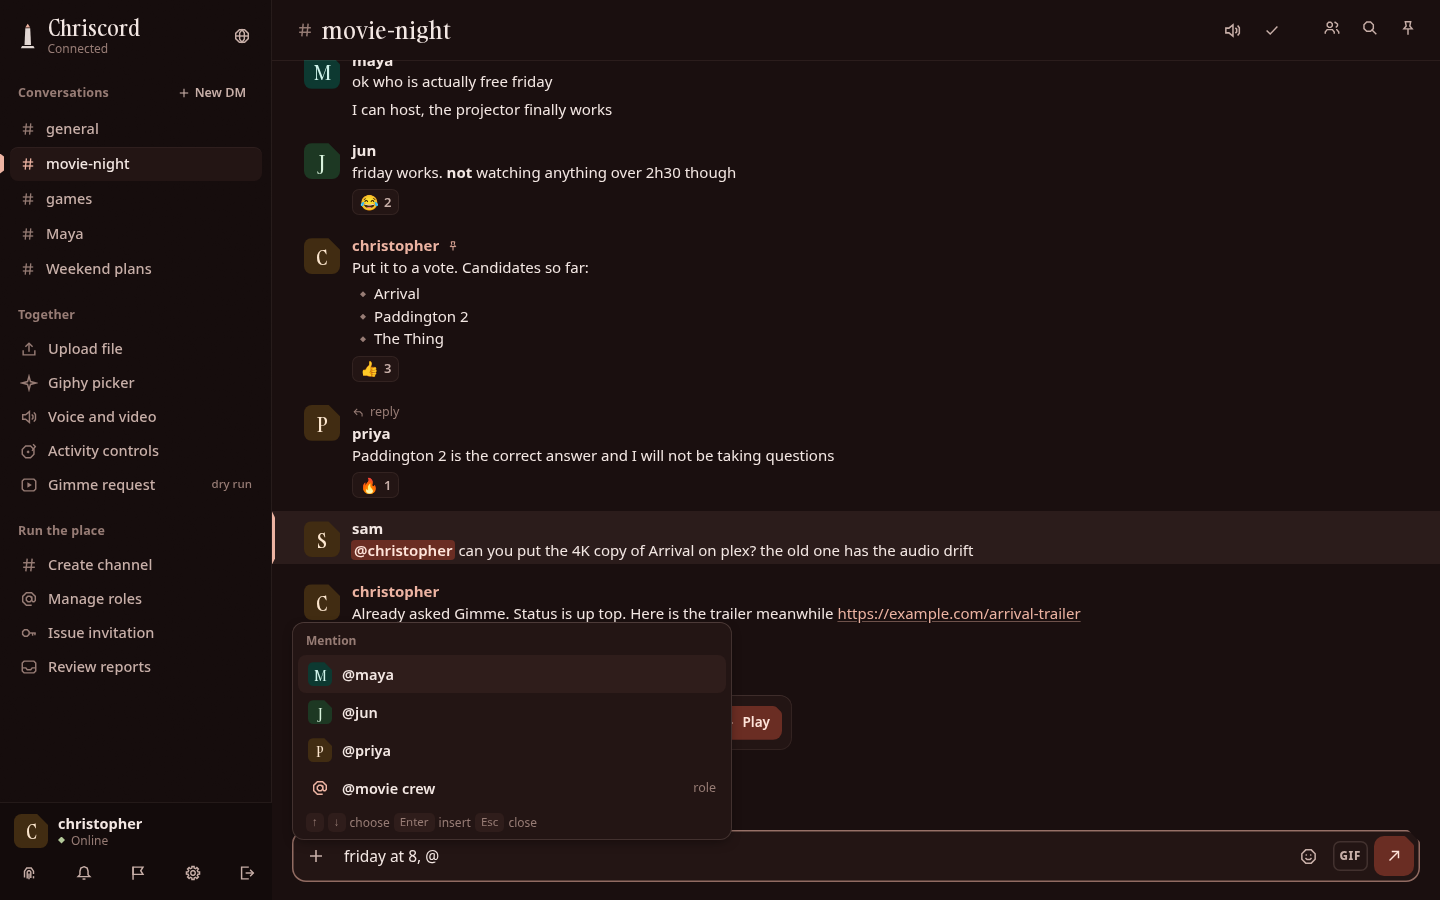 Chriscord
Connected
Conversations
New DM
general
movie-night
games
Maya
Weekend plans
Together
Upload file
Giphy picker
Voice and video
Activity controls
Gimme request
dry run
Run the place
Create channel
Manage roles
Issue invitation
Review reports
C
christopher
Online
# movie-night
M
maya
ok who is actually free friday
I can host, the projector finally works
J
jun
friday works. not watching anything over 2h30 though
😂 2
C
christopher
Put it to a vote. Candidates so far:
Arrival
Paddington 2
The Thing
👍 3
reply
P
priya
Paddington 2 is the correct answer and I will not be taking questions
🔥 1
S
sam
@christopher can you put the 4K copy of Arrival on plex? the old one has the audio drift
C
christopher
Already asked Gimme. Status is up top. Here is the trailer meanwhile https://example.com/arrival-trailer
Play
Mention
M @maya
J @jun
P @priya
@ @movie crew role
↑ ↓ choose Enter insert Esc close
friday at 8, @
GIF